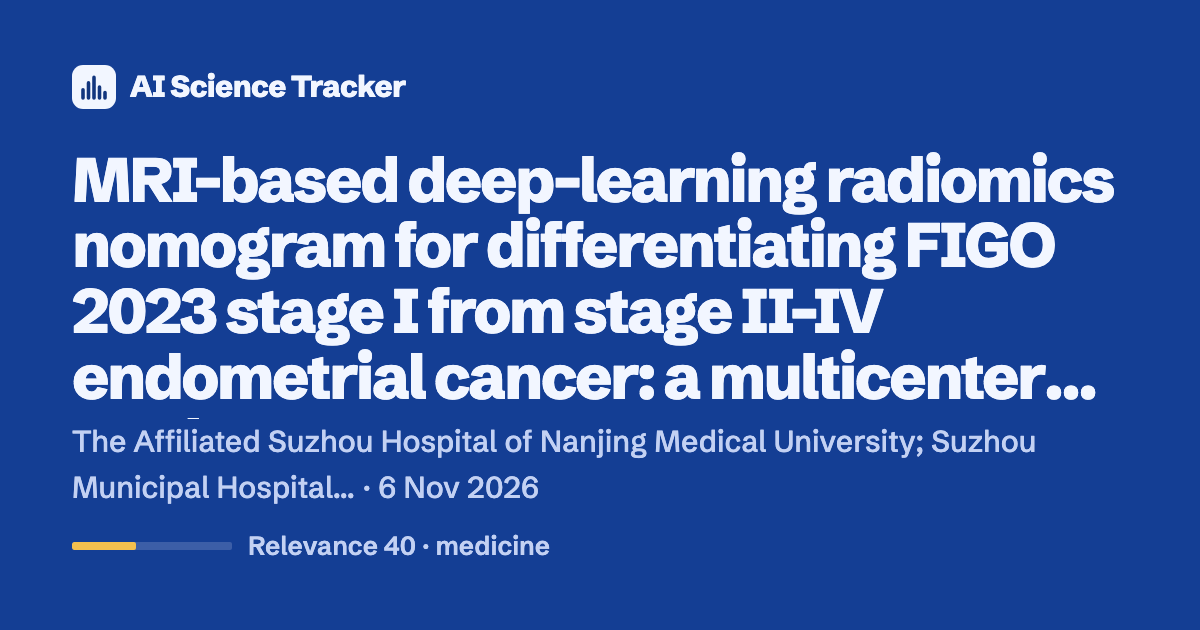 AI Science Tracker
MRI-based deep-learning radiomics
nomogram for differentiating FIGO
2023 stage I from stage II-IV
endometrial cancer: a multicenter...
The Affiliated Suzhou Hospital of Nanjing Medical University; Suzhou
Municipal Hospital... · 6 Nov 2026
Relevance 40 · medicine